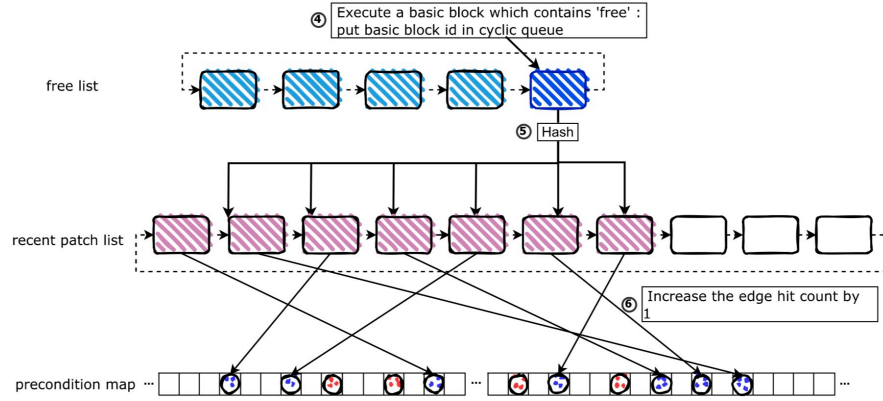 ④ Execute a basic block which contains 'free' :
put basic block id in cyclic queue
free list
⑤ Hash
recent patch list
⑥ Increase the edge hit count by
1
precondition map ... ... ...